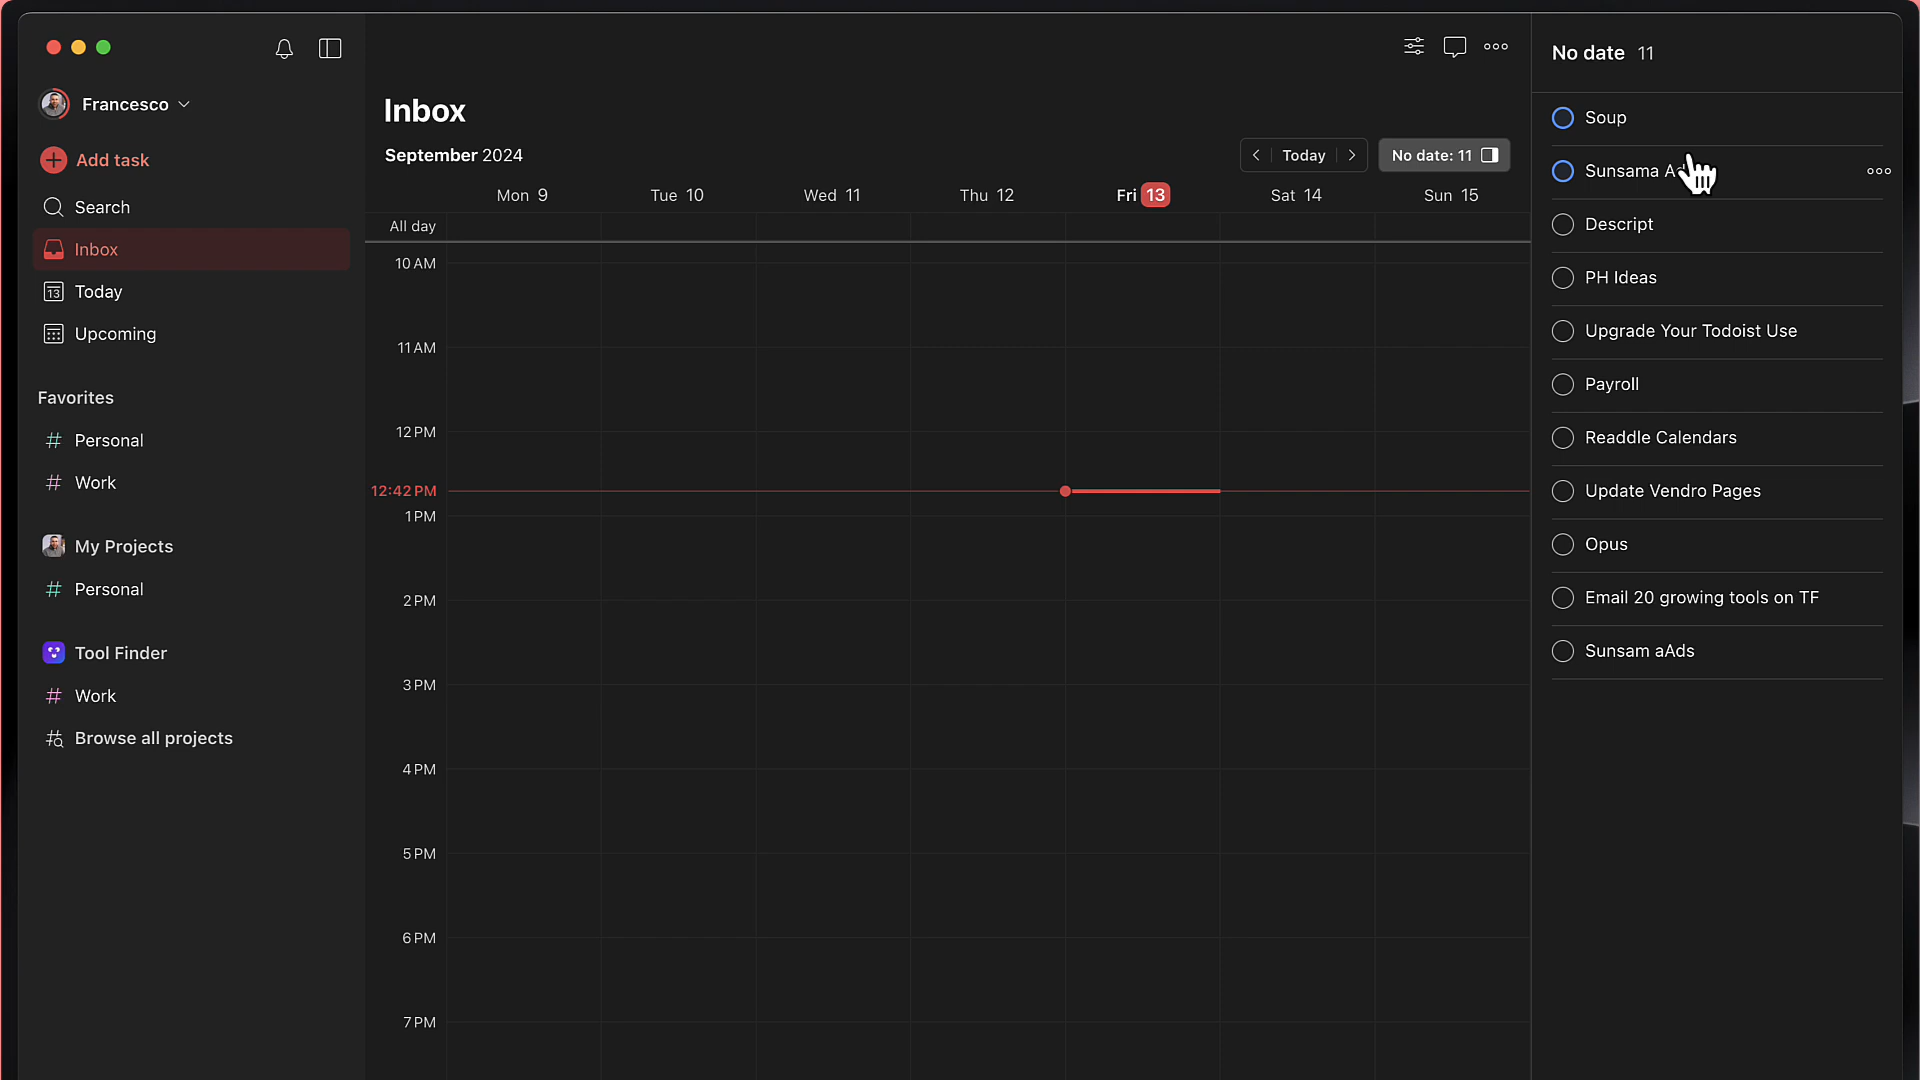 Francesco
Add task
Search
Inbox
13 Today
Upcoming
Favorites
Personal
Work
My Projects
Personal
Tool Finder
Work
Browse all projects
Inbox
September 2024
Today
No date: 11
Mon 9
Tue 10
Wed 11
Thu 12
Fri 13
Sat 14
Sun 15
All day
10 AM
11 AM
12 PM
12:42 PM
1 PM
2 PM
3 PM
4 PM
5 PM
6 PM
7 PM
No date 11
Soup
Sunsama
Descript
PH Ideas
Upgrade Your Todoist Use
Payroll
Readdle Calendars
Update Vendro Pages
Opus
Email 20 growing tools on TF
Sunsam aAds